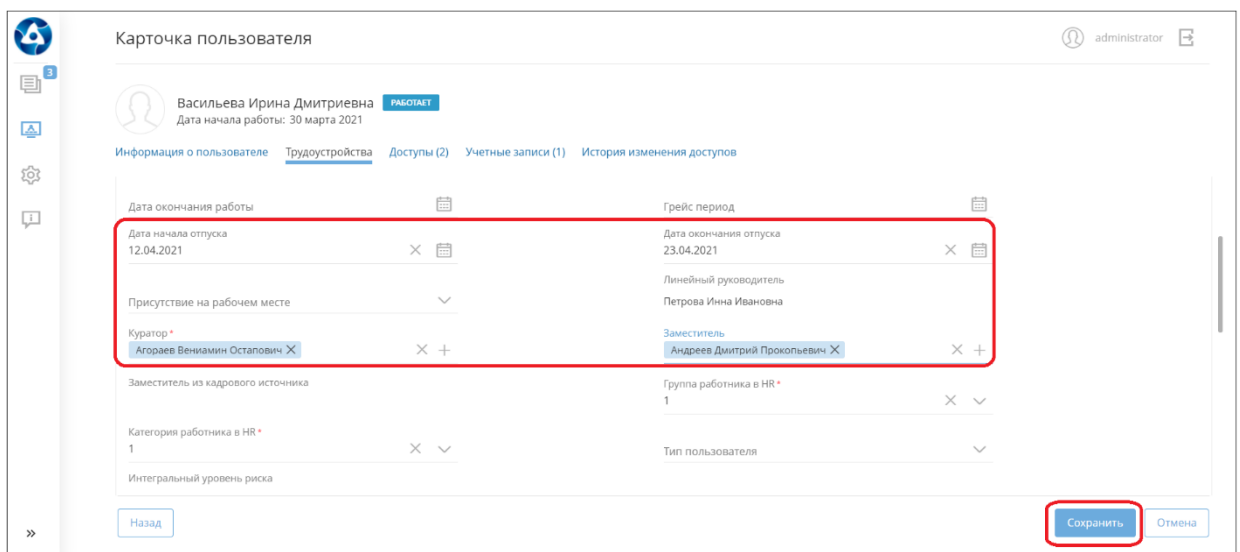 Карточка пользователя
administrator
3
Васильева Ирина Дмитриевна РАБОТАЕТ
Дата начала работы: 30 марта 2021
Информация о пользователе Трудоустройства Доступы (2) Учетные записи (1) История изменения доступов
Дата окончания работы
Грейс период
Дата начала отпуска
12.04.2021
Дата окончания отпуска
23.04.2021
Присутствие на рабочем месте
Линейный руководитель
Петрова Инна Ивановна
Куратор *
Агораев Вениамин Остапович
Заместитель
Андреев Дмитрий Прокопьевич
Заместитель из кадрового источника
Группа работника в HR *
1
Категория работника в HR *
1
Тип пользователя
Интегральный уровень риска
Назад
Сохранить
Отмена